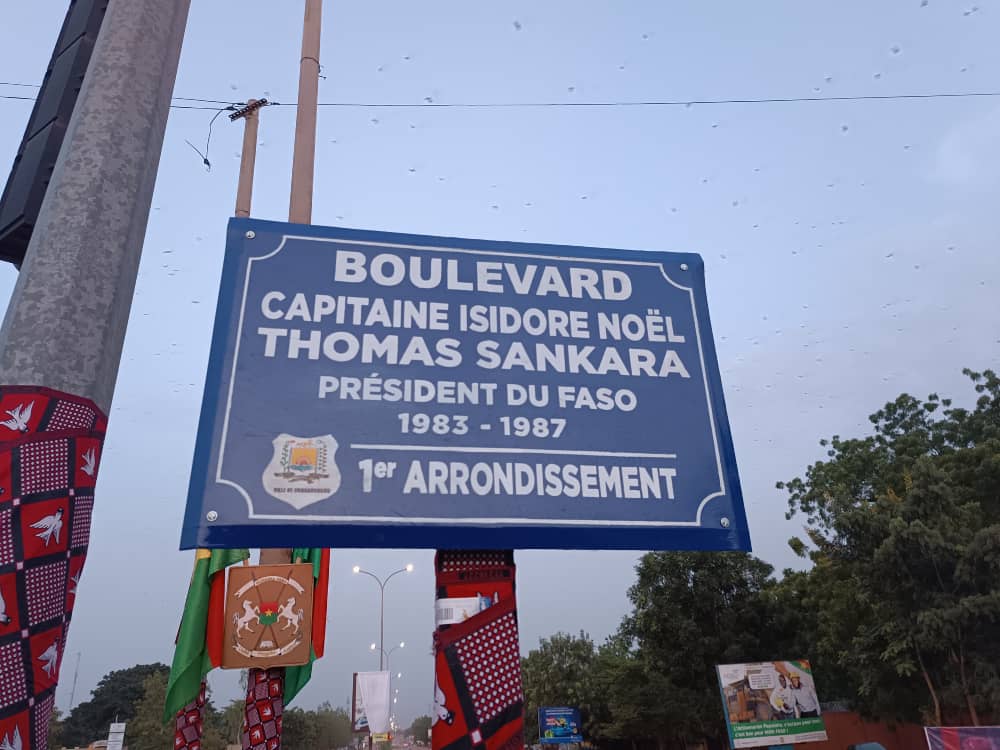 BOULEVARD
CAPITAINE ISIDORE NOËL
THOMAS SANKARA
PRÉSIDENT DU FASO
1983 - 1987
1er ARRONDISSEMENT